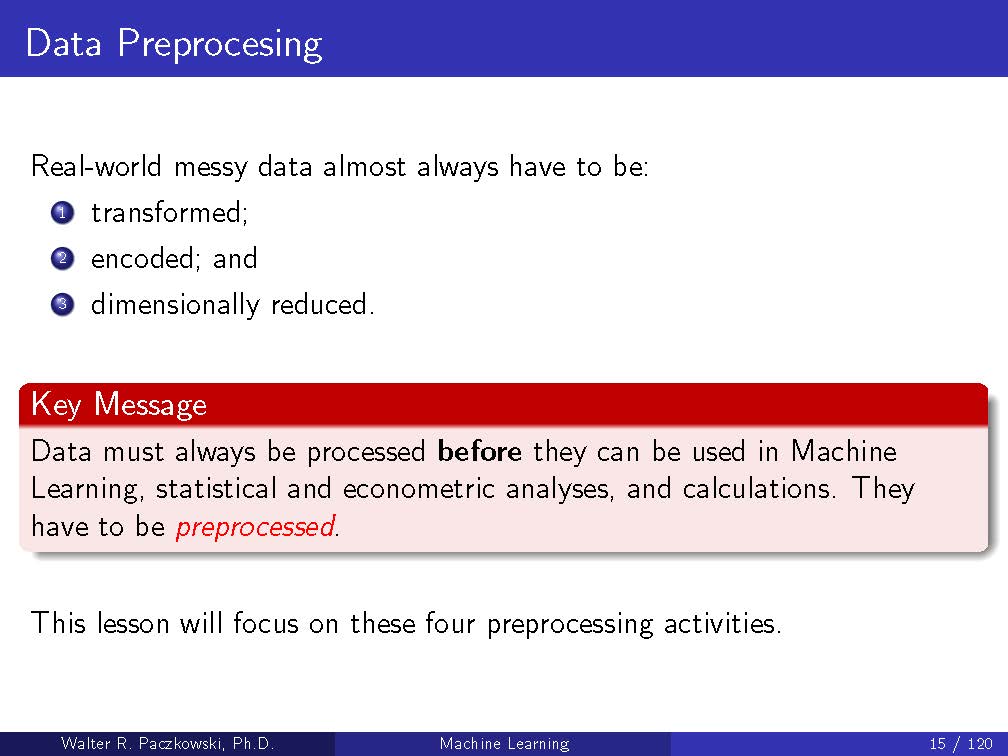 Data Preprocesing
Real-world messy data almost always have to be:
1 transformed;
2 encoded; and
3 dimensionally reduced.
Key Message
Data must always be processed before they can be used in Machine
Learning, statistical and econometric analyses, and calculations. They
have to be preprocessed.
This lesson will focus on these four preprocessing activities.
Walter R. Paczkowski, Ph.D. Machine Learning 15 / 120